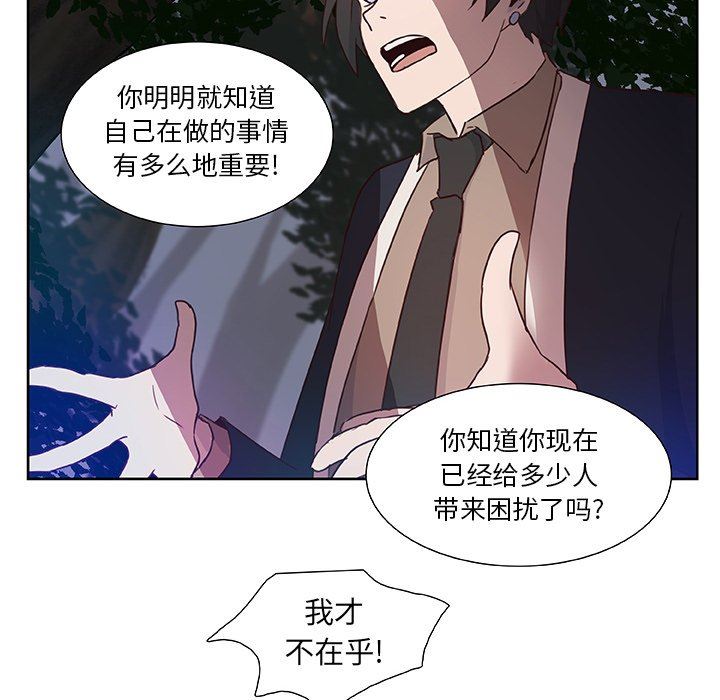 你明明就知道
自己在做的事情
有多么地重要!
你知道你现在
已经给多少人
带来困扰了吗?
我才
不在乎!